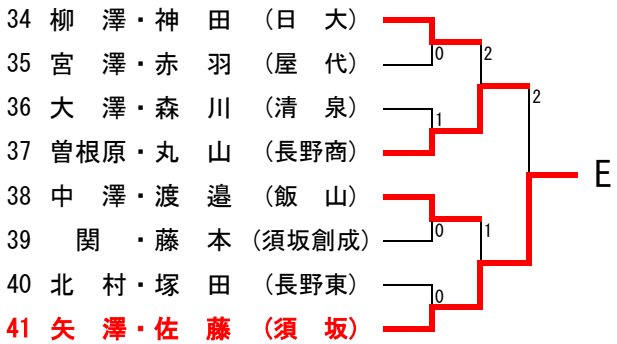 34 柳 澤・神 田 (日 大)
0
2
35 宮 澤・赤 羽 (屋 代)
2
36 大 澤・森 川 (清 泉)
1
37 曽根原・丸 山 (長野商)
E
38 中 澤・渡 邉 (飯 山)
0
1
39 関 ・藤 本 (須坂創成)
40 北 村・塚 田 (長野東)
0
41 矢 澤・佐 藤 (須 坂)